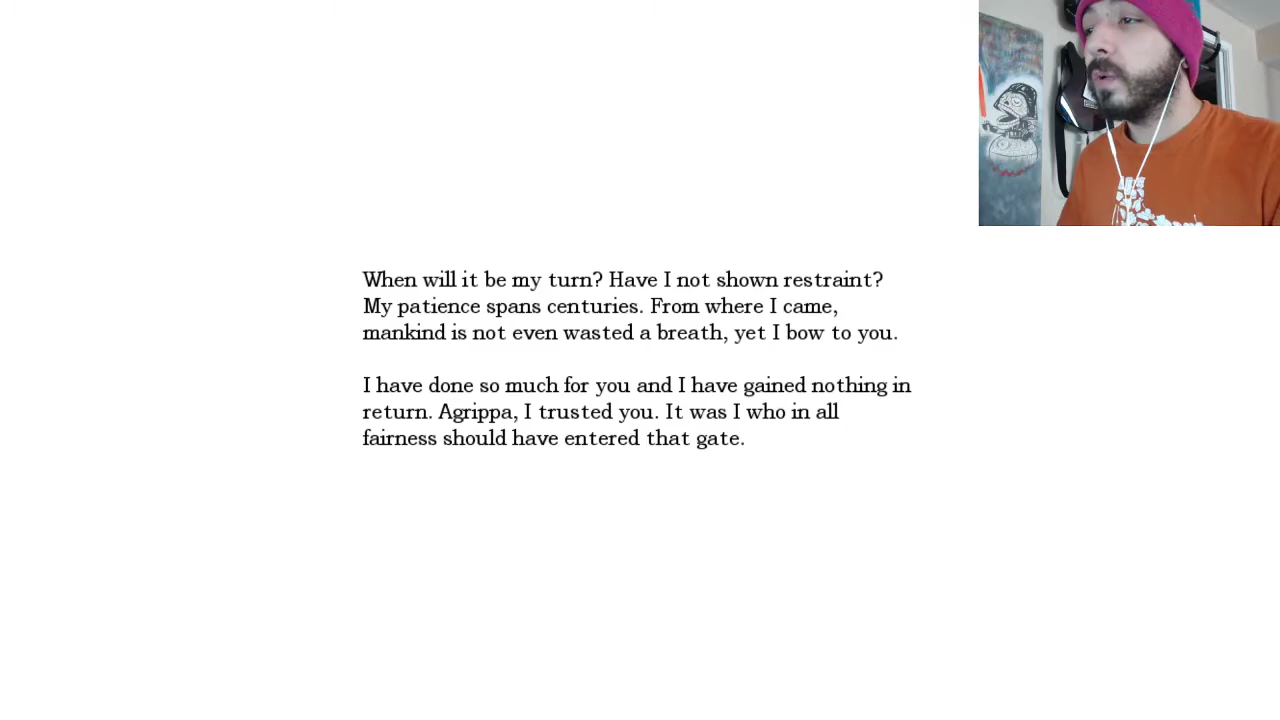 When will it be my turn? Have I not shown restraint?
My patience spans centuries. From where I came,
mankind is not even wasted a breath, yet I bow to you.
I have done so much for you and I have gained nothing in
return. Agrippa, I trusted you. It was I who in all
fairness should have entered that gate.